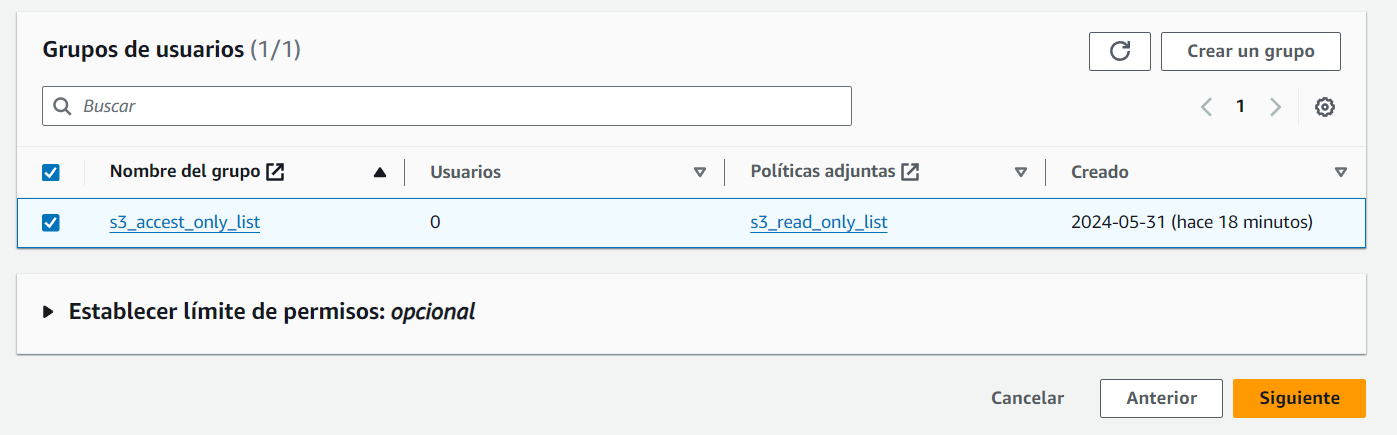 Grupos de usuarios (1/1)
Crear un grupo
Buscar
1
Nombre del grupo Usuarios Políticas adjuntas Creado
s3_accest_only_list 0 s3_read_only_list 2024-05-31 (hace 18 minutos)
Establecer límite de permisos: opcional
Cancelar Anterior Siguiente